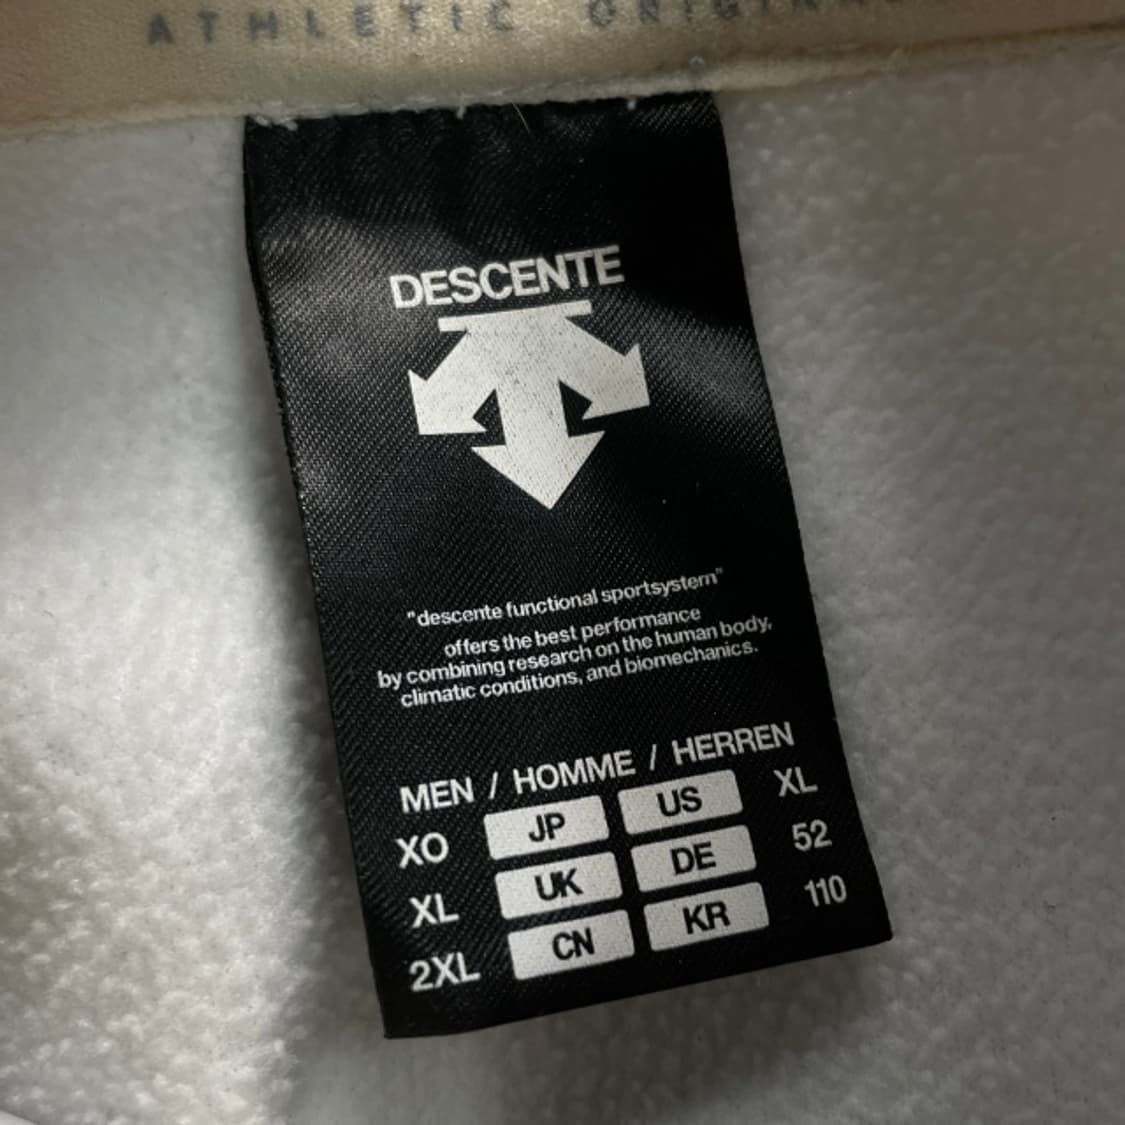 ATHLETIC
DESCENTE
"descente functional sportsystem"
offers the best performance
by combining research on the human body,
climatic conditions, and biomechanics.
MEN / HOMME / HERREN
XO JP US XL
XL UK DE 52
2XL CN KR 110